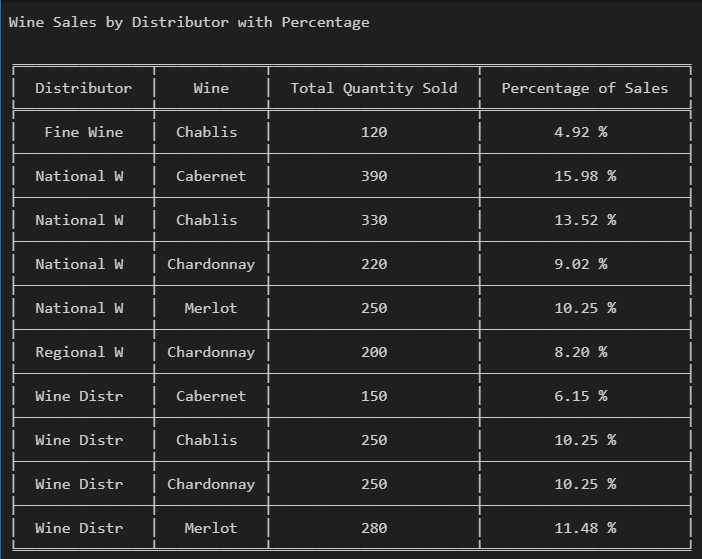 Wine Sales by Distributor with Percentage
Distributor Wine Total Quantity Sold Percentage of Sales
Fine Wine Chablis 120 4.92 %
National W Cabernet 390 15.98 %
National W Chablis 330 13.52 %
National W Chardonnay 220 9.02 %
National W Merlot 250 10.25 %
Regional W Chardonnay 200 8.20 %
Wine Distr Cabernet 150 6.15 %
Wine Distr Chablis 250 10.25 %
Wine Distr Chardonnay 250 10.25 %
Wine Distr Merlot 280 11.48 %